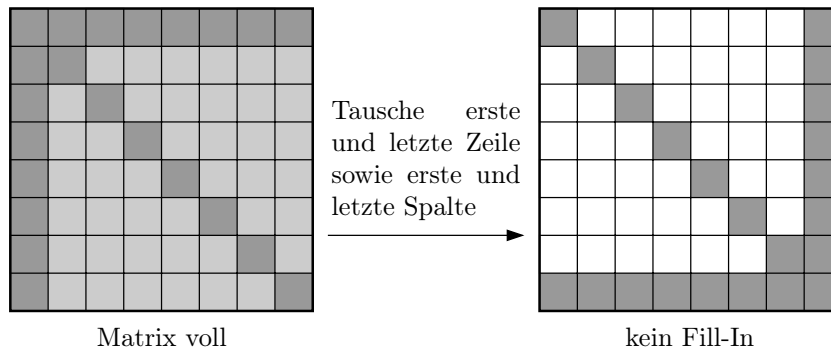 Tausche erste
und letzte Zeile
sowie erste und
letzte Spalte
Matrix voll
kein Fill-In